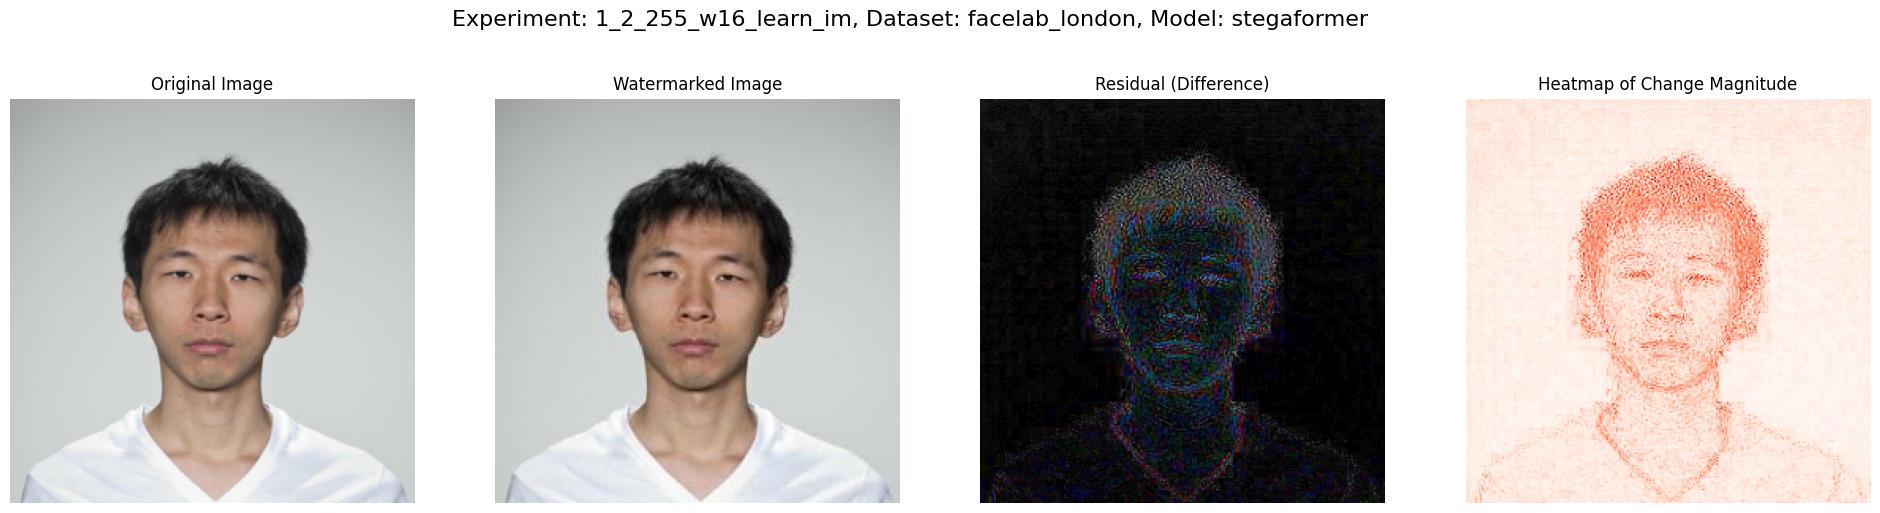 Experiment: 1_2_255_w16_learn_im, Dataset: facelab_london, Model: stegaformer
Original Image
Watermarked Image
Residual (Difference)
Heatmap of Change Magnitude